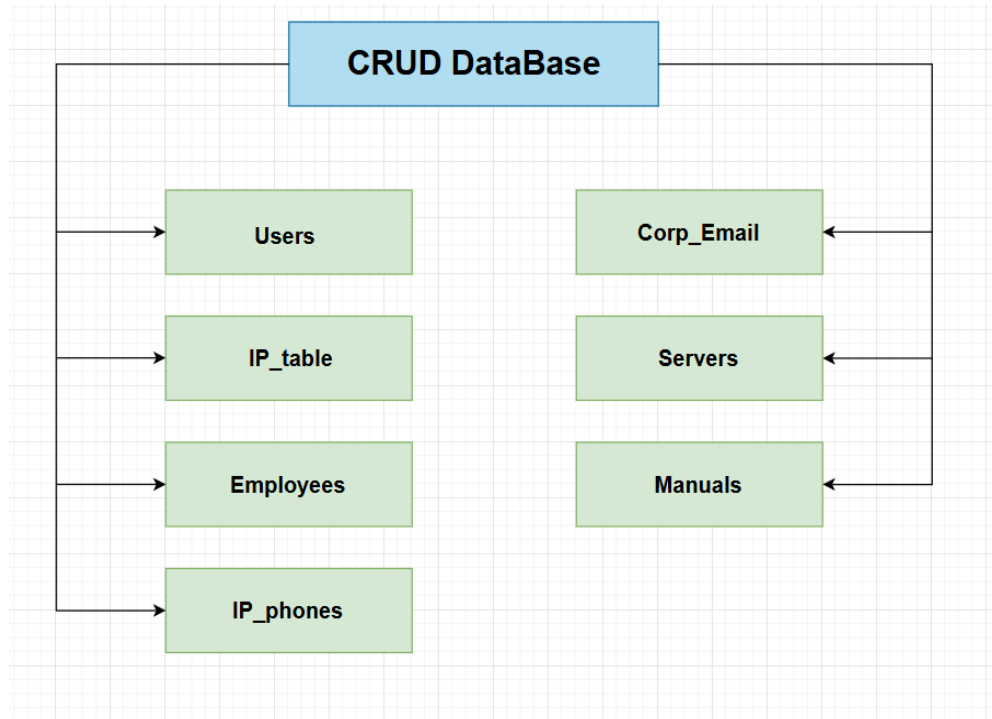 CRUD DataBase
Users
IP_table
Employees
IP_phones
Corp_Email
Servers
Manuals